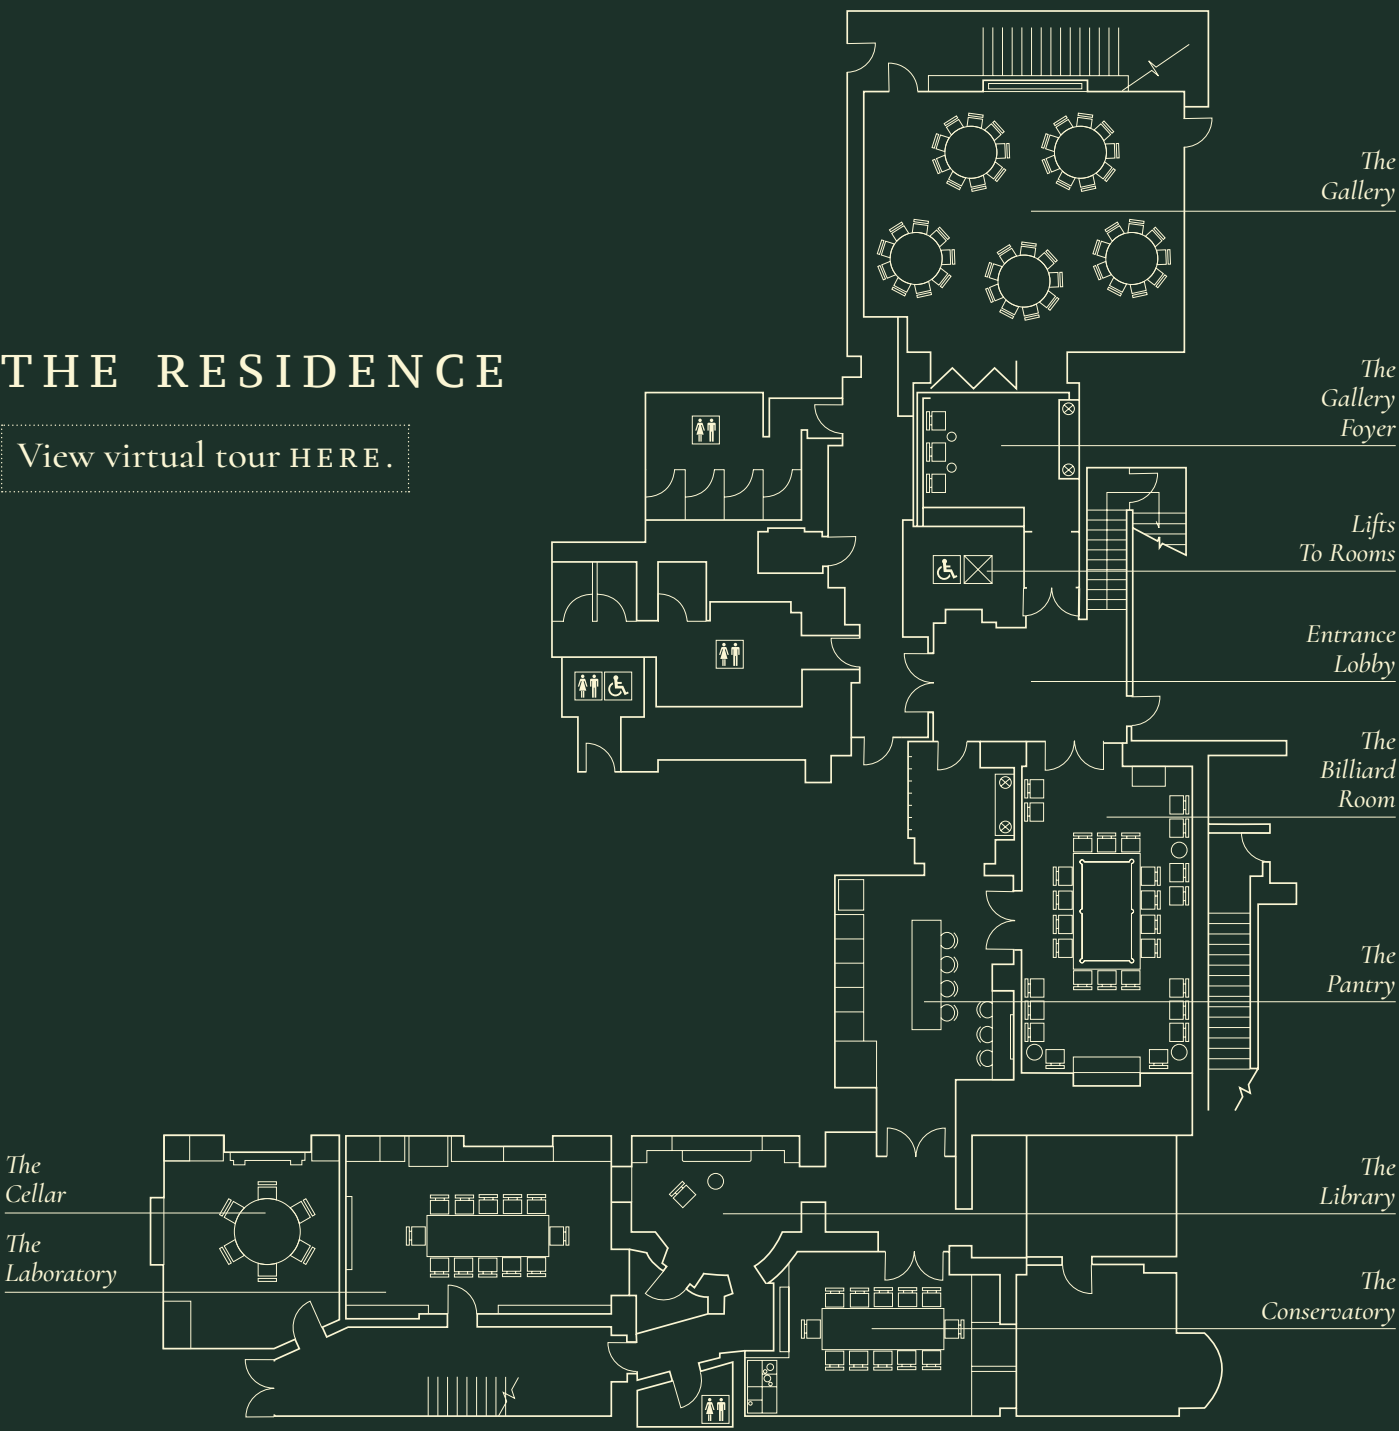 The
Gallery
THE RESIDENCE
The
Gallery
Foyer
View virtual tour HERE.
Lifts
To Rooms
Entrance
Lobby
The
Billiard
Room
The
Pantry
The
Cellar
The
Library
The
Laboratory
The
Conservatory